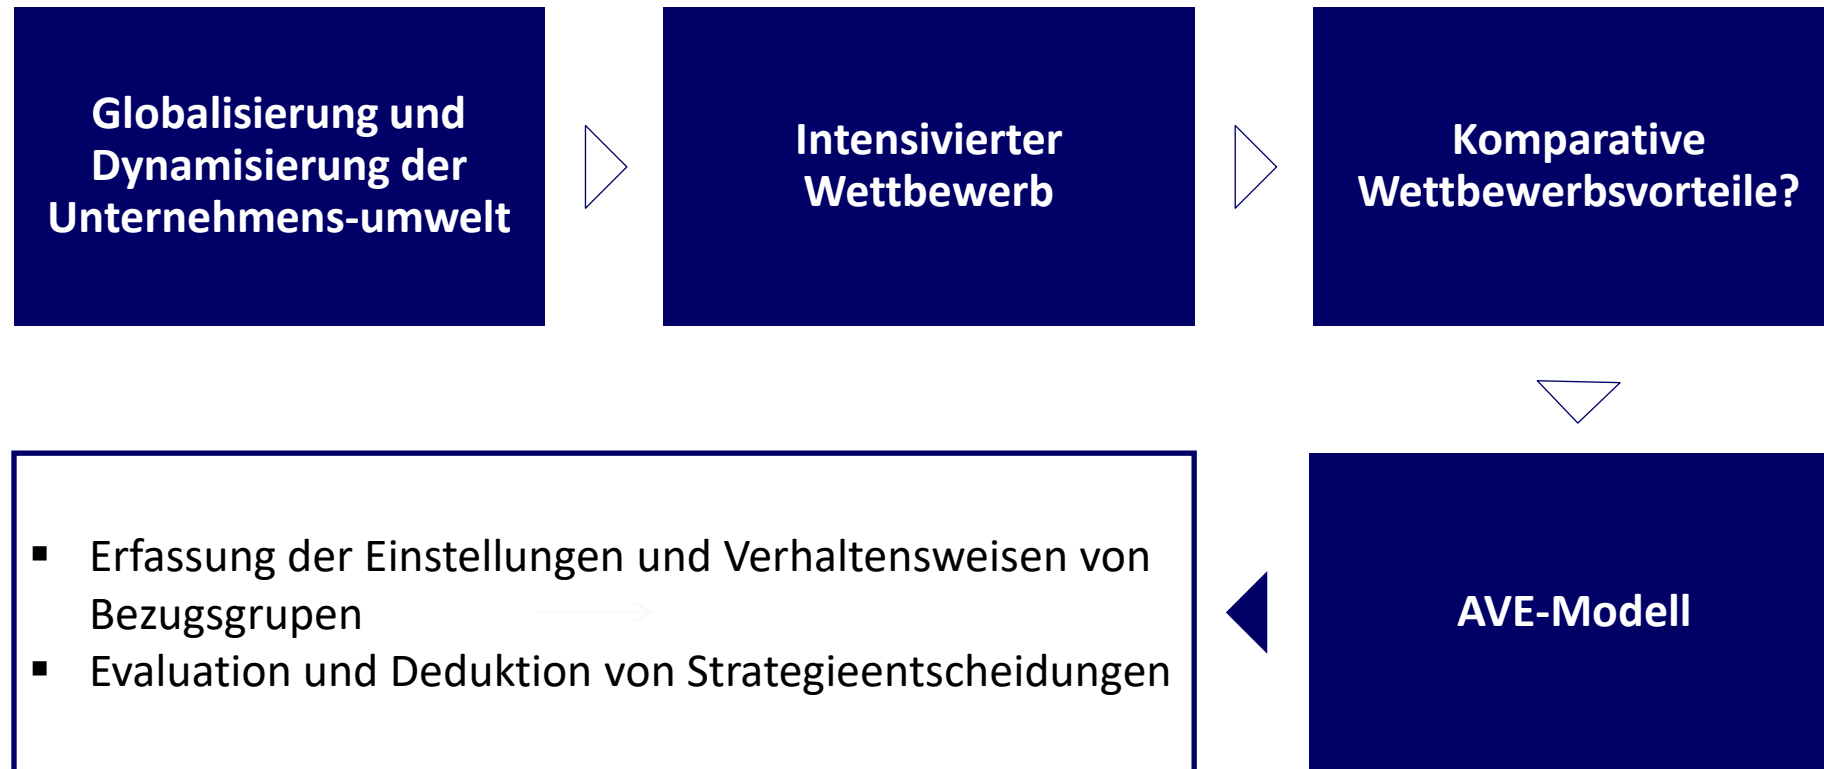 Globalisierung und
Dynamisierung der
Unternehmens-umwelt
Intensivierter
Wettbewerb
Komparative
Wettbewerbsvorteile?
▪ Erfassung der Einstellungen und Verhaltensweisen von
Bezugsgrupen
▪ Evaluation und Deduktion von Strategieentscheidungen
AVE-Modell